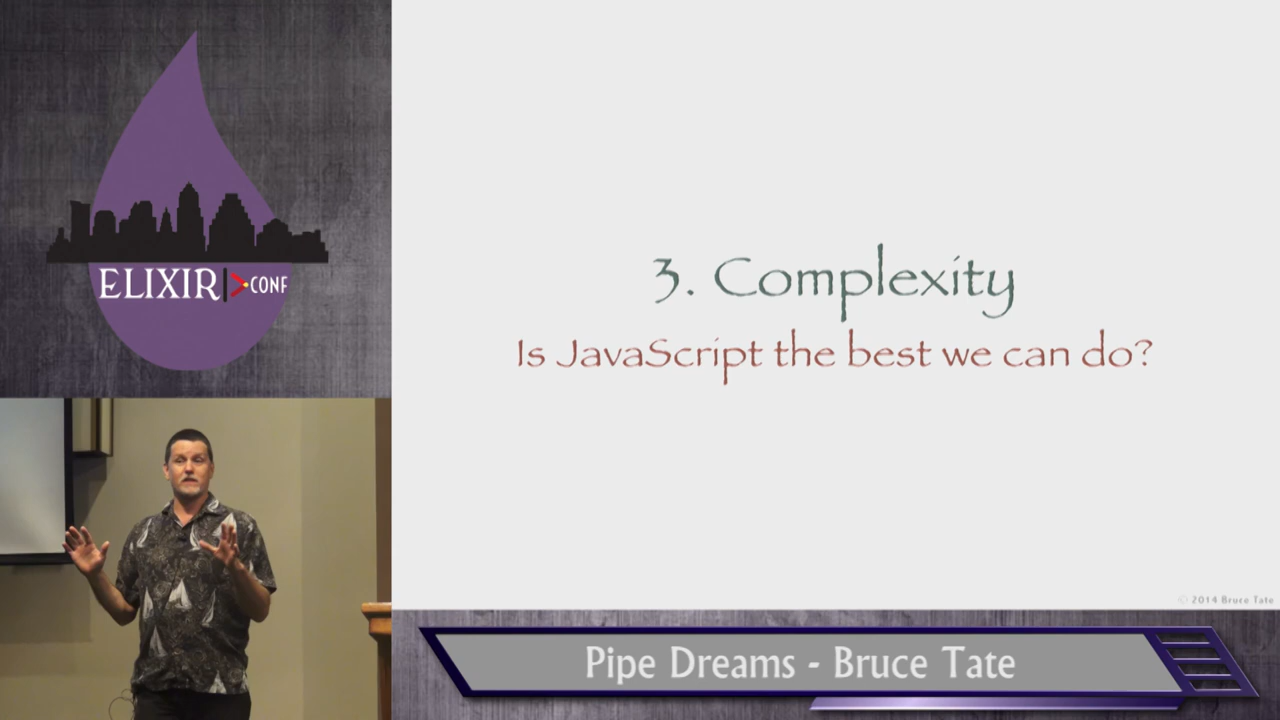 ELIXIR|>CONF
3. Complexity
Is JavaScript the best we can do?
© 2014 Bruce Tate
Pipe Dreams - Bruce Tate